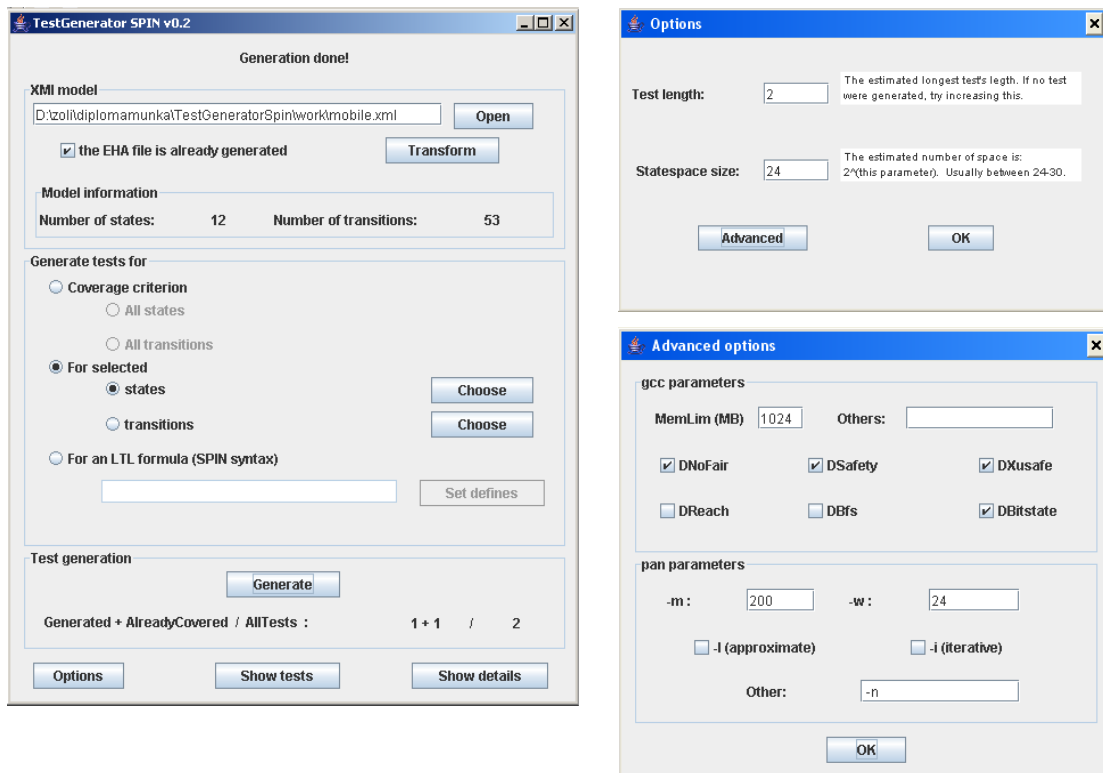 TestGenerator SPIN v0.2
Generation done!
XMI model
D:\zoli\diplomamunka\TestGeneratorSpin\work\mobile.xml
Open
the EHA file is already generated
Transform
Model information
Number of states: 12 Number of transitions: 53
Generate tests for
Coverage criterion
All states
All transitions
For selected
states
Choose
transitions
Choose
For an LTL formula (SPIN syntax)
Set defines
Test generation
Generate
Generated + AlreadyCovered / AllTests : 1 + 1 / 2
Options
Show tests
Show details
Options
Test length: 2
The estimated longest test's legth. If no test
were generated, try increasing this.
Statespace size: 24
The estimated number of space is:
2^(this parameter). Usually between 24-30.
Advanced
OK
Advanced options
gcc parameters
MemLim (MB) 1024 Others:
DNoFair DSafety DXusafe
DReach DBfs DBitstate
pan parameters
-m : 200 -w : 24
-l (approximate) -i (iterative)
Other: -n
OK